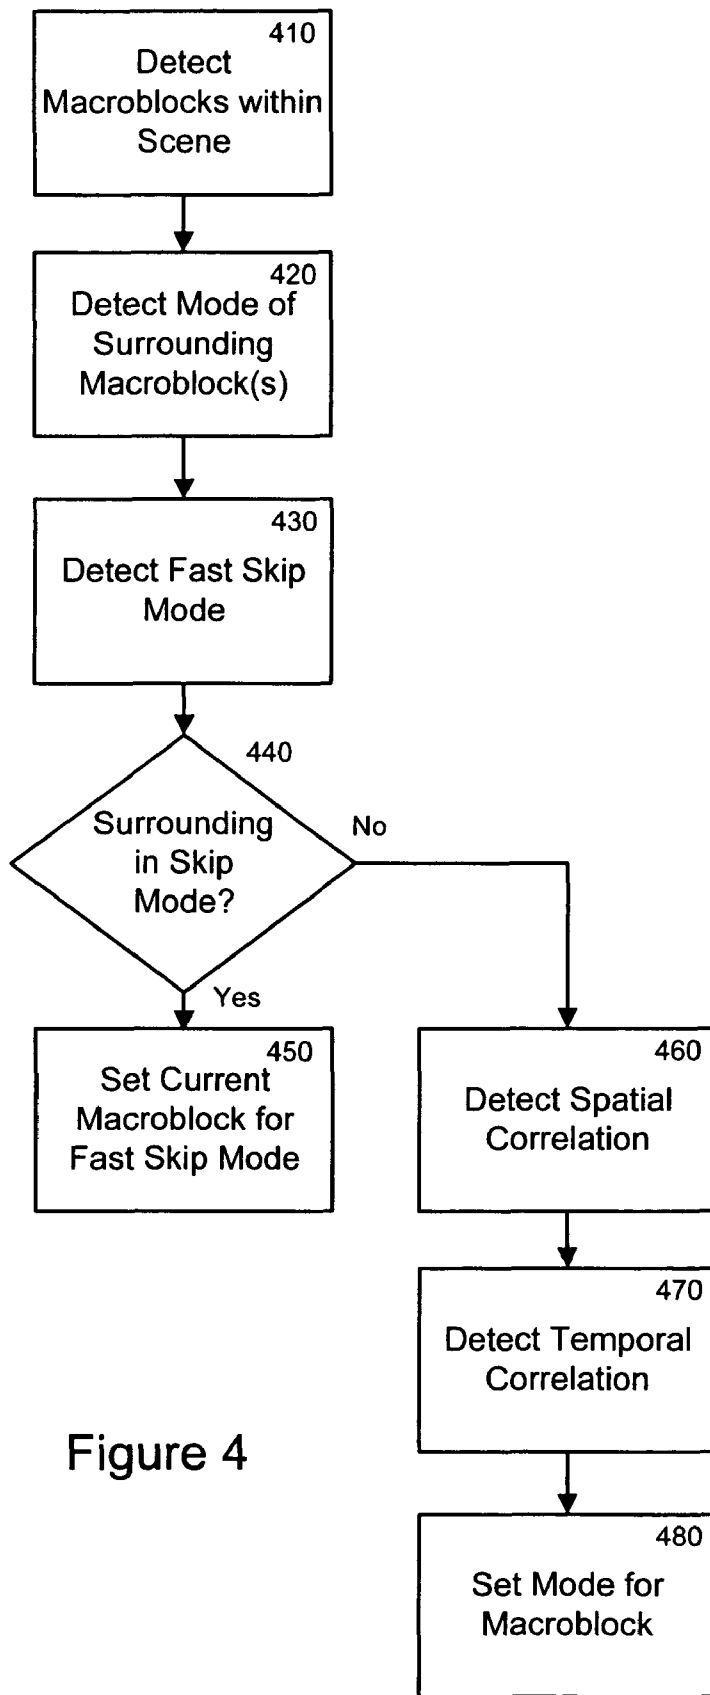 410
Detect
Macroblocks within
Scene
420
Detect Mode of
Surrounding
Macroblock(s)
430
Detect Fast Skip
Mode
440
Surrounding
in Skip
Mode?
No
Yes
450
Set Current
Macroblock for
Fast Skip Mode
460
Detect Spatial
Correlation
470
Detect Temporal
Correlation
480
Set Mode for
Macroblock
Figure 4